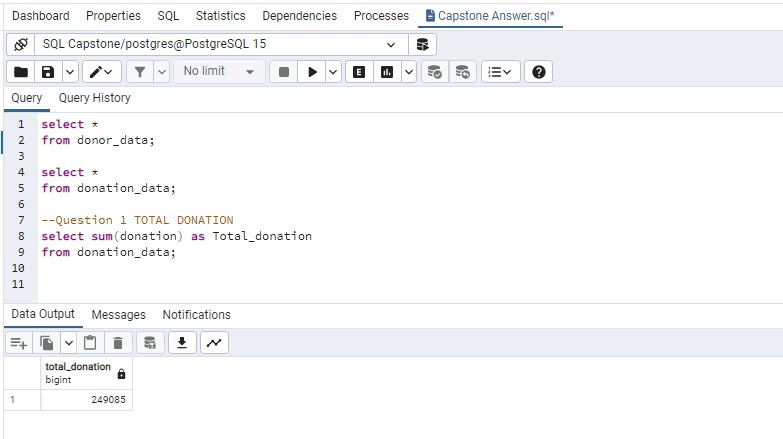 Dashboard Properties SQL Statistics Dependencies Processes Capstone Answer.sql*
SQL Capstone/postgres@PostgreSQL 15
No limit E
Query Query History
1 select *
2 from donor_data;
3
4 select *
5 from donation_data;
6
7 --Question 1 TOTAL DONATION
8 select sum(donation) as Total_donation
9 from donation_data;
10
11
Data Output Messages Notifications
total_donation
bigint
1 249085